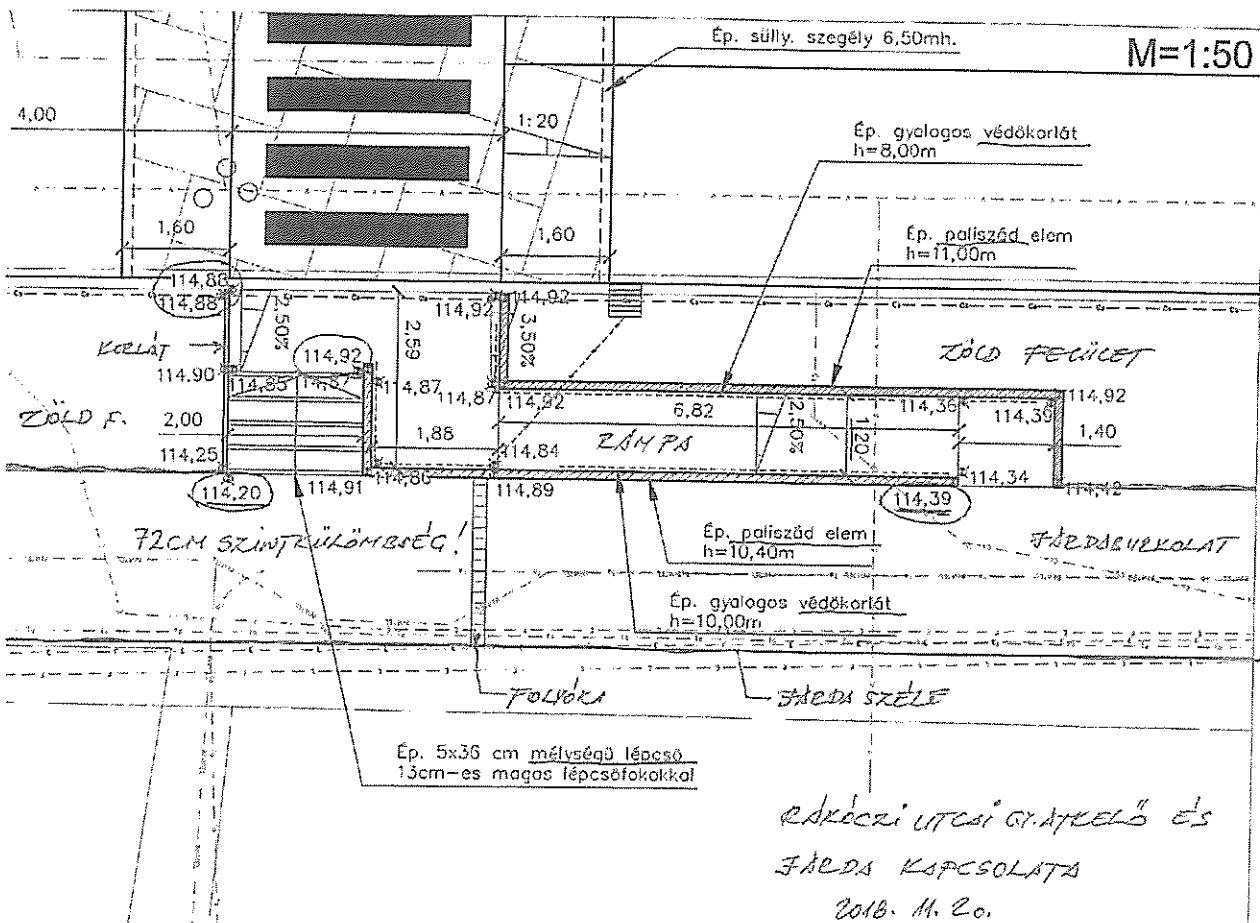 Ép. sülly. szegély 6,50mh.
M=1:50
4,00
1:20
Ép. gyalogos védőkorlát
h=8,00m
1,60
1,60
Ép. paliszád elem
h=11,00m
114,88
114,88
2,50%
114,92
114,92
3,50%
2,59
KORLÁT
114,92
ZÖLD FELÜLET
114,90
114,85
114,87
114,87
114,87
114,92
6,82
2,50%
1,20
114,36
114,39
114,92
ZÖLD F.
2,00
1,88
RÁMPA
1,40
114,25
114,84
114,34
114,20
114,91
114,86
114,89
114,39
114,42
72CM SZINTKÜLÖMBSÉG!
Ép. paliszád elem
h=10,40m
JÁRDABURKOLAT
Ép. gyalogos védőkorlát
h=10,00m
FOLYÓKA
JÁRDA SZÉLE
Ép. 5x36 cm mélységű lépcső
13cm-es magas lépcsőfokokkal
RÁKÓCZI UTCAI GY.ÁTKELŐ ÉS
JÁRDA KAPCSOLATA
2018. 11. 20.